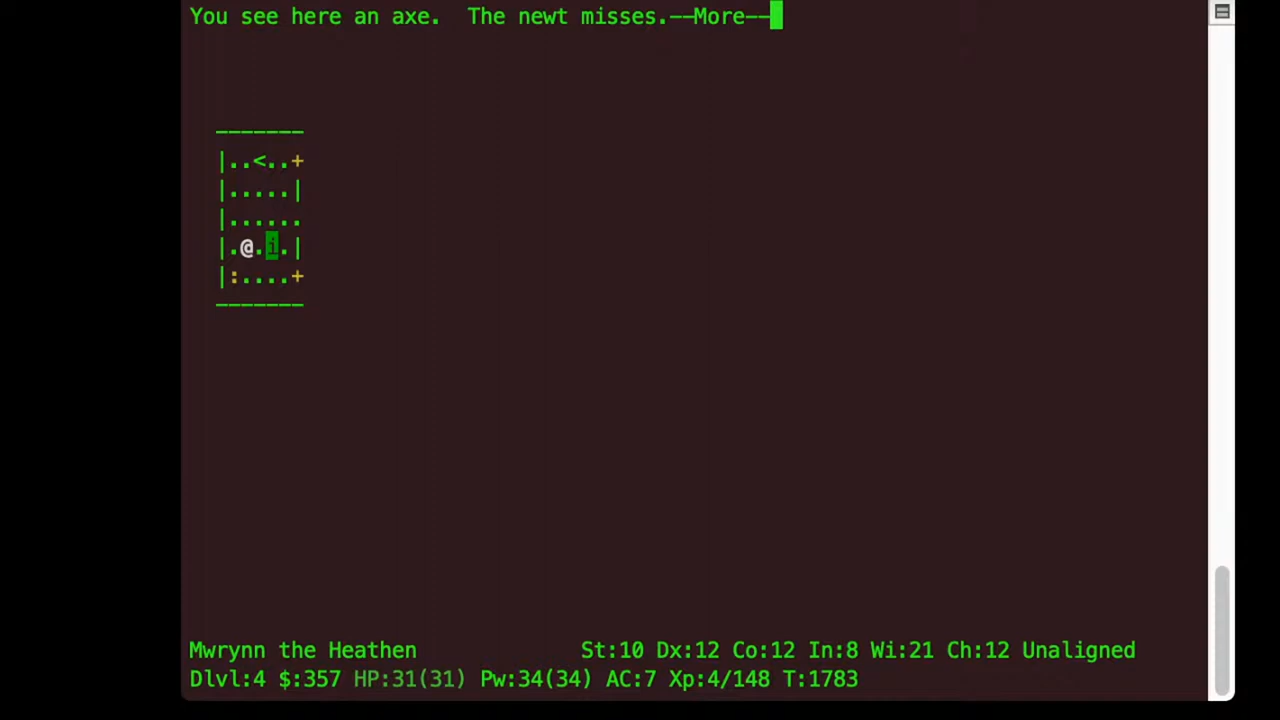 You see here an axe.  The newt misses.--More--
-------
|..<..+
|.....|
|......
|.@.i.|
|:....+
-------
Mwrynn the Heathen St:10 Dx:12 Co:12 In:8 Wi:21 Ch:12 Unaligned
Dlvl:4 $:357 HP:31(31) Pw:34(34) AC:7 Xp:4/148 T:1783